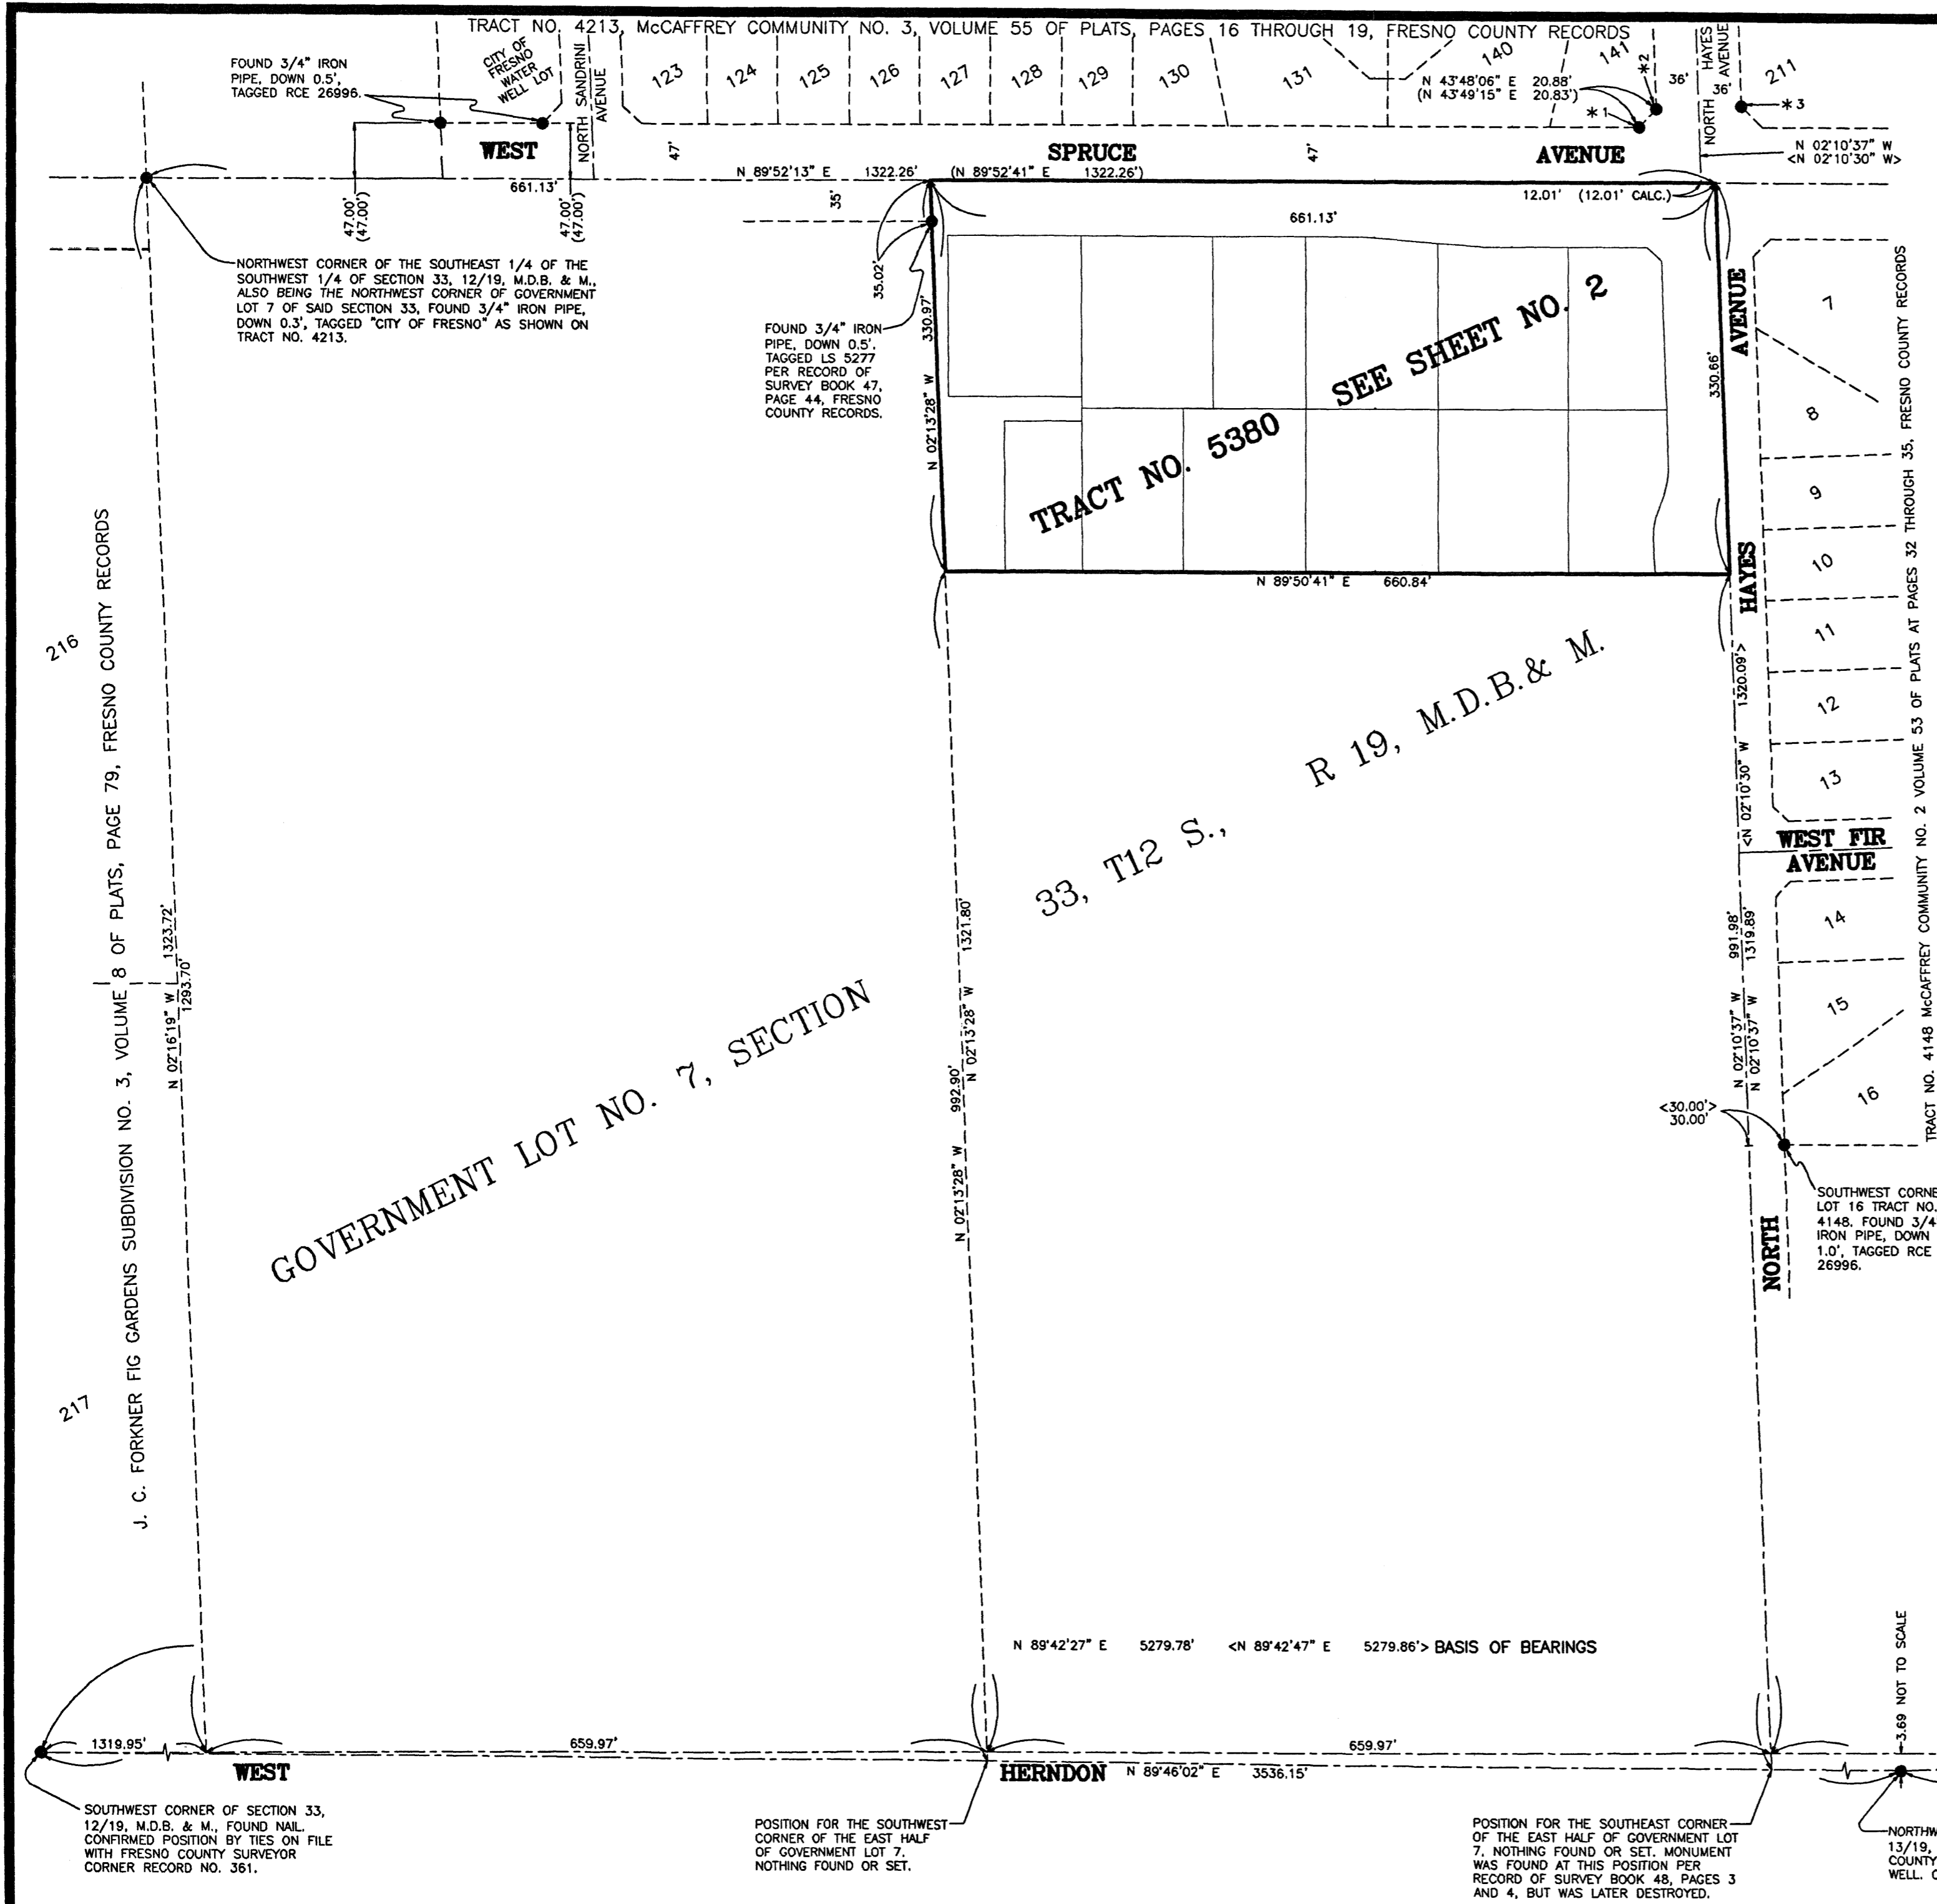 TRACT NO. 4213, McCAFFREY COMMUNITY NO. 3, VOLUME 55 OF PLATS, PAGES 16 THROUGH 19, FRESNO COUNTY RECORDS
FOUND 3/4" IRON
PIPE, DOWN 0.5',
TAGGED RCE 26996.
CITY OF
FRESNO
WATER
WELL LOT
NORTH SANDRINI
AVENUE
123
124
125
126
127
128
129
130
131
140
141
N 43°48'06" E 20.88'
(N 43°49'15" E 20.83')
*1
*2
36'
NORTH HAYES
AVENUE
36'
211
*3
N 02°10'37" W
<N 02°10'30" W>
WEST
SPRUCE
AVENUE
47'
47'
N 89°52'13" E 1322.26' (N 89°52'41" E 1322.26')
661.13'
47.00'
(47.00')
47.00'
(47.00')
35'
12.01' (12.01' CALC.)
661.13'
35.02'
NORTHWEST CORNER OF THE SOUTHEAST 1/4 OF THE
SOUTHWEST 1/4 OF SECTION 33, 12/19, M.D.B. & M.,
ALSO BEING THE NORTHWEST CORNER OF GOVERNMENT
LOT 7 OF SAID SECTION 33, FOUND 3/4" IRON PIPE,
DOWN 0.3', TAGGED "CITY OF FRESNO" AS SHOWN ON
TRACT NO. 4213.
FOUND 3/4" IRON
PIPE, DOWN 0.5',
TAGGED LS 5277
PER RECORD OF
SURVEY BOOK 47,
PAGE 44, FRESNO
COUNTY RECORDS.
N 02°13'28" W 330.97'
TRACT NO. 5380 SEE SHEET NO. 2
330.66'
N 89°50'41" E 660.84'
NORTH
HAYES
AVENUE
7
8
9
10
11
12
13
WEST FIR
AVENUE
14
15
16
TRACT NO. 4148 McCAFFREY COMMUNITY NO. 2 VOLUME 53 OF PLATS AT PAGES 32 THROUGH 35, FRESNO COUNTY RECORDS
<N 02°10'30" W 1320.09'>
N 02°10'37" W 991.98'
N 02°10'37" W 1319.89'
<30.00'>
30.00'
SOUTHWEST CORNE
LOT 16 TRACT NO.
4148. FOUND 3/4
IRON PIPE, DOWN
1.0', TAGGED RCE
26996.
216
217
J. C. FORKNER FIG GARDENS SUBDIVISION NO. 3, VOLUME 8 OF PLATS, PAGE 79, FRESNO COUNTY RECORDS
N 02°16'19" W 1323.72'
1293.70'
GOVERNMENT LOT NO. 7, SECTION 33, T12 S., R 19, M.D.B.& M.
N 02°13'28" W 1321.80'
N 02°13'28" W 992.90'
N 89°42'27" E 5279.78' <N 89°42'47" E 5279.86'> BASIS OF BEARINGS
3.69 NOT TO SCALE
1319.95'
659.97'
659.97'
WEST
HERNDON
N 89°46'02" E 3536.15'
SOUTHWEST CORNER OF SECTION 33,
12/19, M.D.B. & M., FOUND NAIL.
CONFIRMED POSITION BY TIES ON FILE
WITH FRESNO COUNTY SURVEYOR
CORNER RECORD NO. 361.
POSITION FOR THE SOUTHWEST
CORNER OF THE EAST HALF
OF GOVERNMENT LOT 7.
NOTHING FOUND OR SET.
POSITION FOR THE SOUTHEAST CORNER
OF THE EAST HALF OF GOVERNMENT LOT
7, NOTHING FOUND OR SET. MONUMENT
WAS FOUND AT THIS POSITION PER
RECORD OF SURVEY BOOK 48, PAGES 3
AND 4, BUT WAS LATER DESTROYED.
NORTHW
13/19,
COUNTY
WELL. C